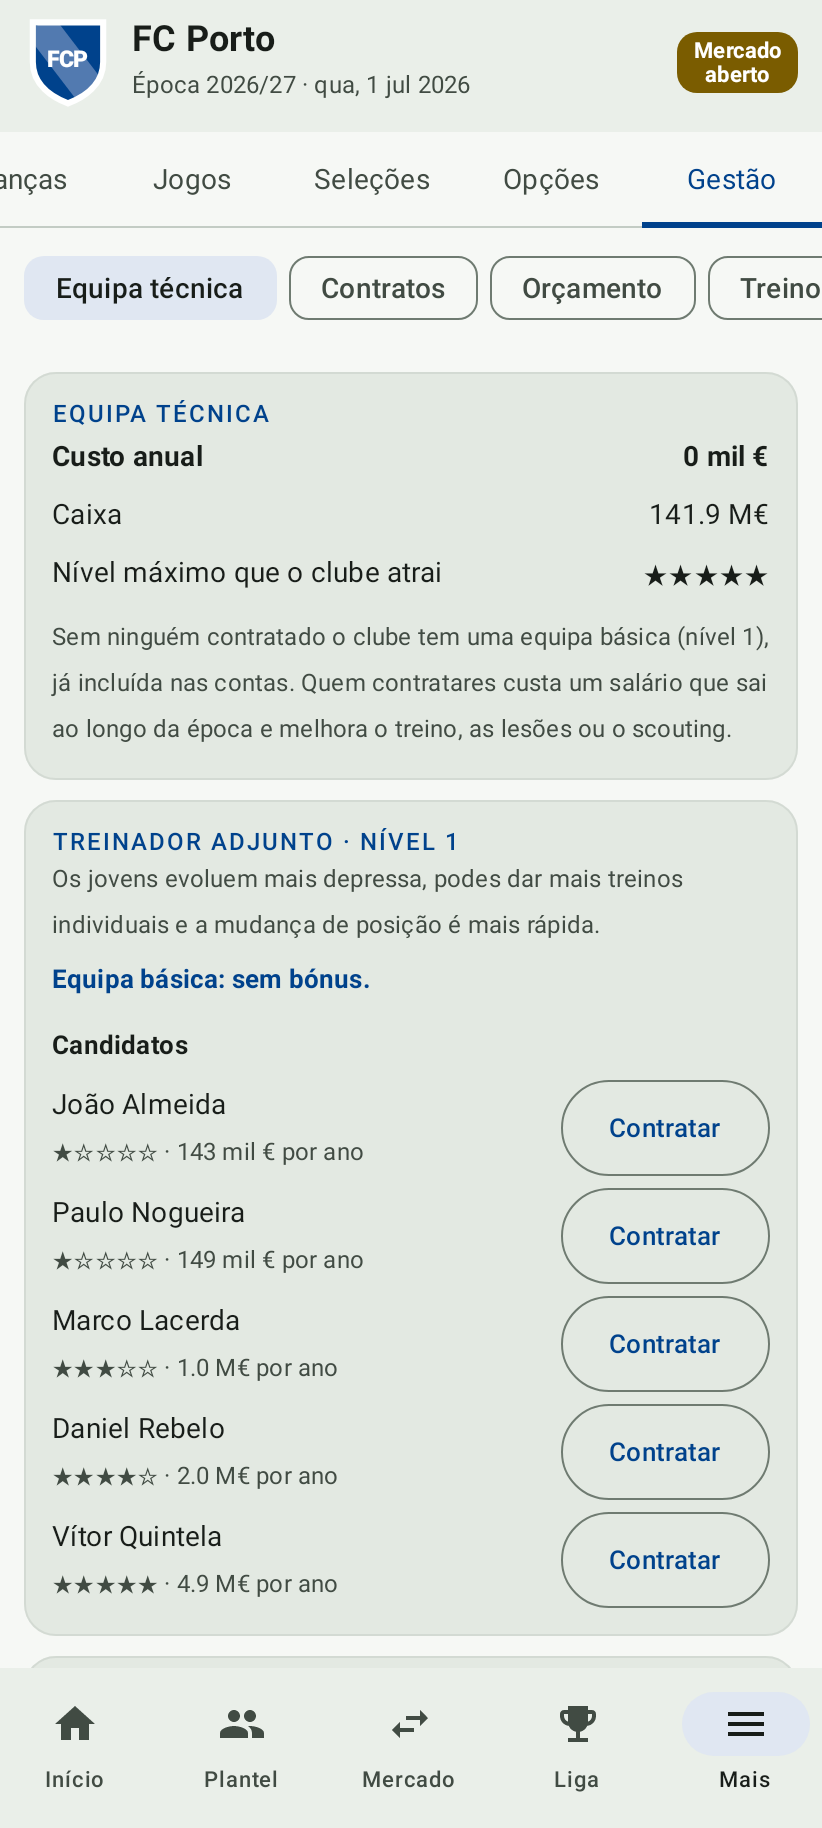 FCP
FC Porto
Época 2026/27 · qua, 1 jul 2026
Mercado
aberto
anças
Jogos
Seleções
Opções
Gestão
Equipa técnica
Contratos
Orçamento
Treino
EQUIPA TÉCNICA
Custo anual 0 mil €
Caixa 141.9 M€
Nível máximo que o clube atrai ★★★★★
Sem ninguém contratado o clube tem uma equipa básica (nível 1),
já incluída nas contas. Quem contratares custa um salário que sai
ao longo da época e melhora o treino, as lesões ou o scouting.
TREINADOR ADJUNTO · NÍVEL 1
Os jovens evoluem mais depressa, podes dar mais treinos
individuais e a mudança de posição é mais rápida.
Equipa básica: sem bónus.
Candidatos
João Almeida
★☆☆☆☆ · 143 mil € por ano
Contratar
Paulo Nogueira
★☆☆☆☆ · 149 mil € por ano
Contratar
Marco Lacerda
★★★☆☆ · 1.0 M€ por ano
Contratar
Daniel Rebelo
★★★★☆ · 2.0 M€ por ano
Contratar
Vítor Quintela
★★★★★ · 4.9 M€ por ano
Contratar
Início
Plantel
Mercado
Liga
Mais